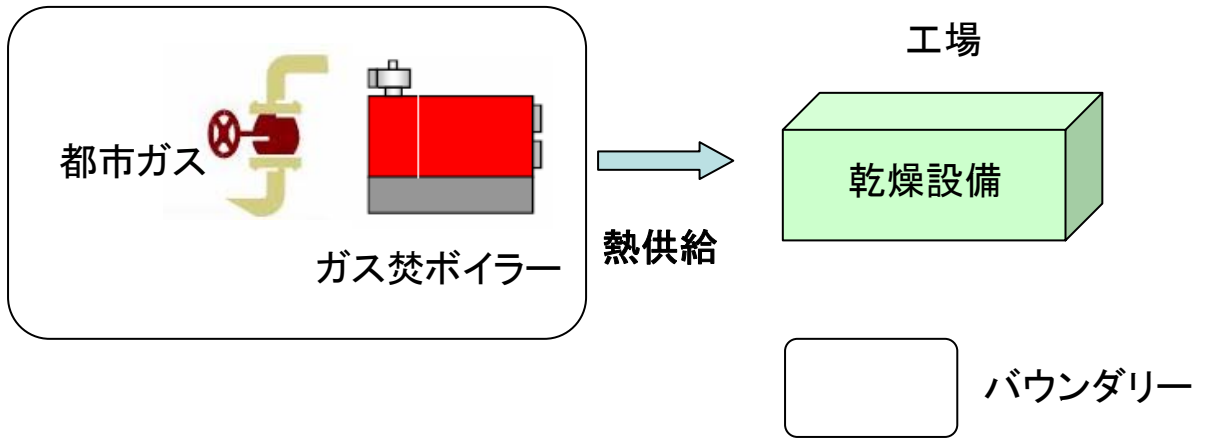 工場
都市ガス
乾燥設備
ガス焚ボイラー
熱供給
バウンダリー